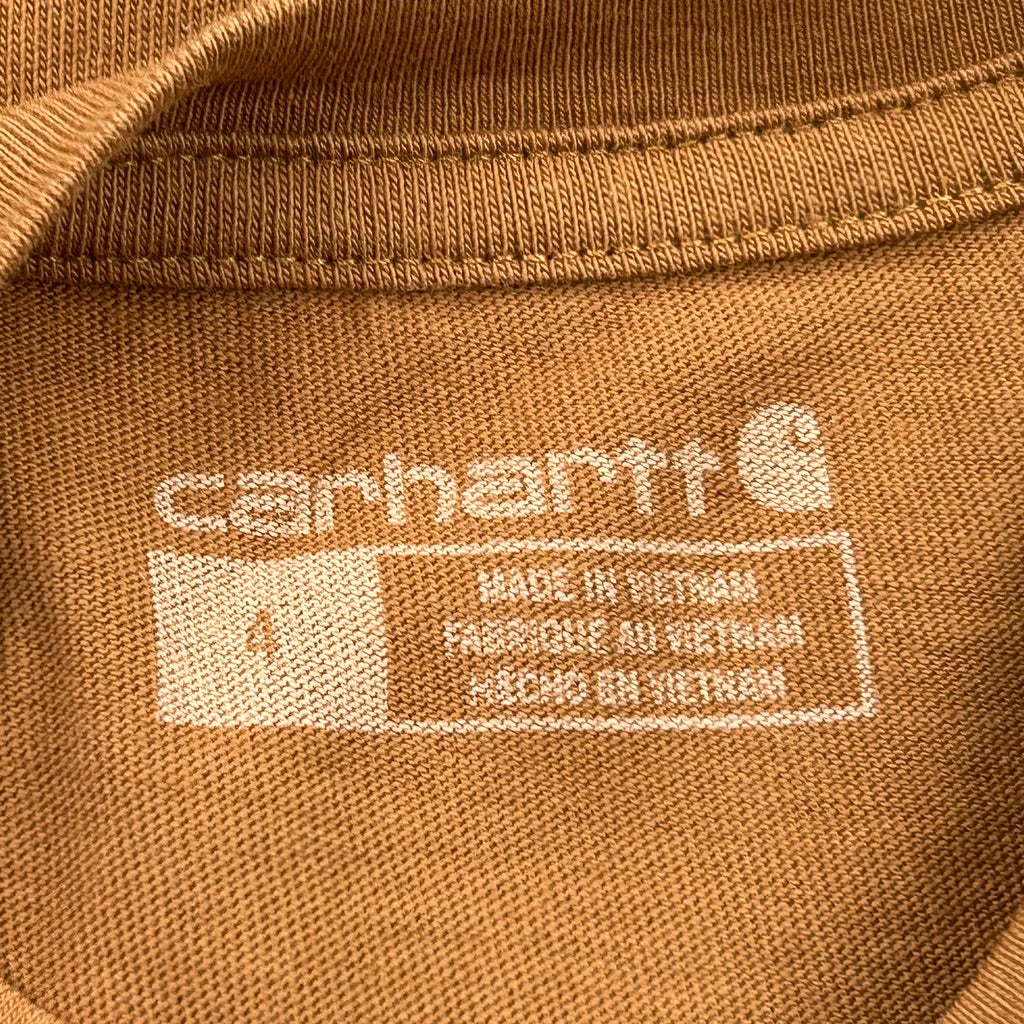 carhartt
4
MADE IN VIETNAM
FABRIQUE AU VIETNAM
HECHO EN VIETNAM